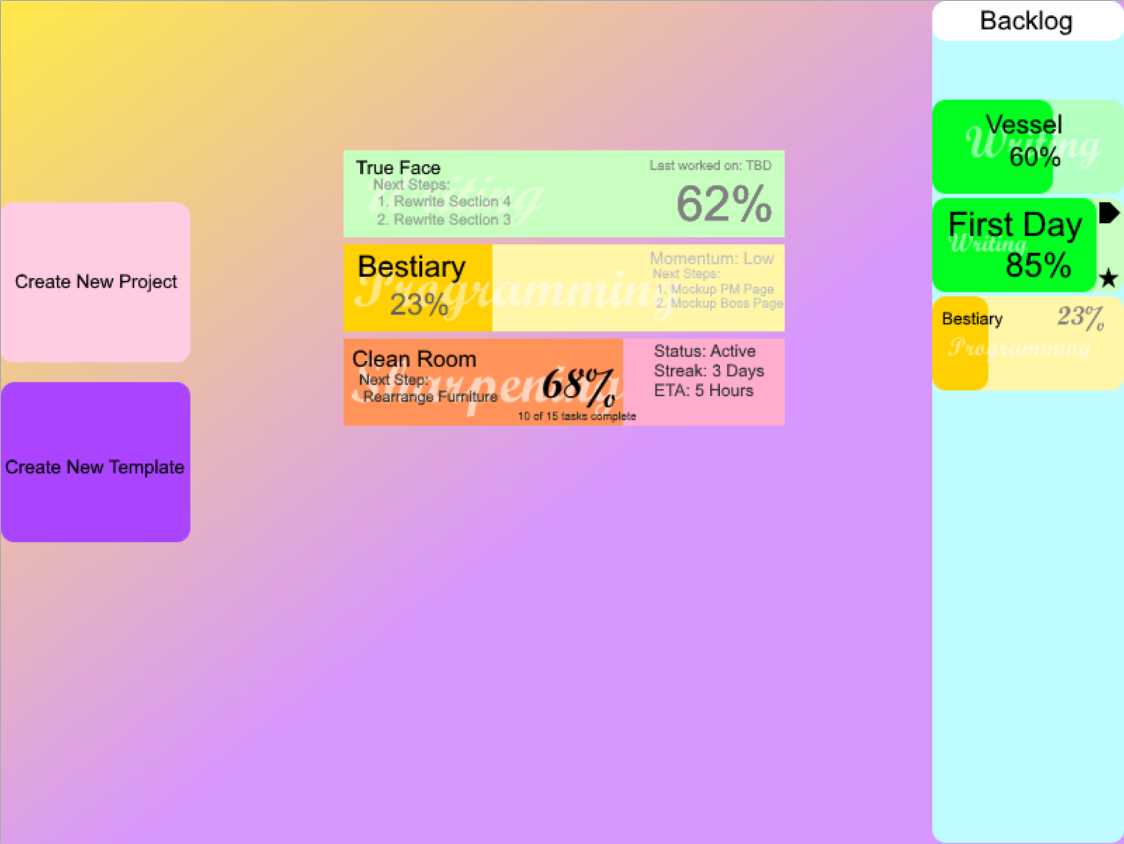 Backlog
Vessel
Writing
60%
First Day
Writing
85%
Bestiary
23%
Programming
True Face
Writing
Last worked on: TBD
Next Steps:
1. Rewrite Section 4
2. Rewrite Section 3
62%
Bestiary
Programming
23%
Momentum: Low
Next Steps:
1. Mockup PM Page
2. Mockup Boss Page
Clean Room
Sharpening
Next Step:
Rearrange Furniture
68%
10 of 15 tasks complete
Status: Active
Streak: 3 Days
ETA: 5 Hours
Create New Project
Create New Template